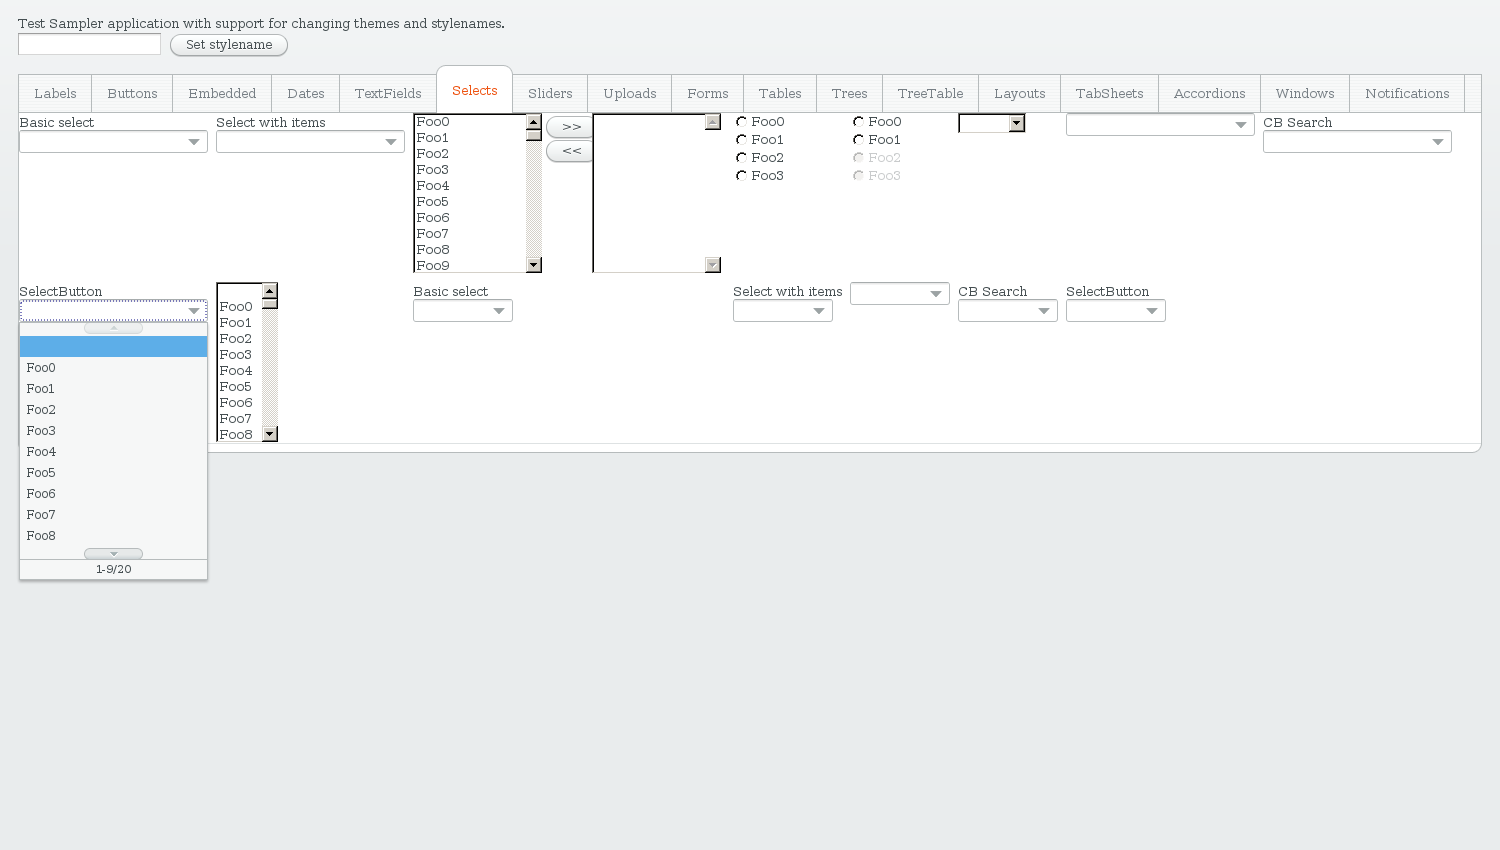 Test Sampler application with support for changing themes and stylenames.
Set stylename
Labels Buttons Embedded Dates TextFields Selects Sliders Uploads Forms Tables Trees TreeTable Layouts TabSheets Accordions Windows Notifications
Basic select
Select with items
Foo0
Foo1
Foo2
Foo3
Foo4
Foo5
Foo6
Foo7
Foo8
Foo9
>>
<<
Foo0
Foo1
Foo2
Foo3
Foo0
Foo1
Foo2
Foo3
CB Search
SelectButton
Foo0
Foo1
Foo2
Foo3
Foo4
Foo5
Foo6
Foo7
Foo8
1-9/20
Foo0
Foo1
Foo2
Foo3
Foo4
Foo5
Foo6
Foo7
Foo8
Basic select
Select with items
CB Search
SelectButton